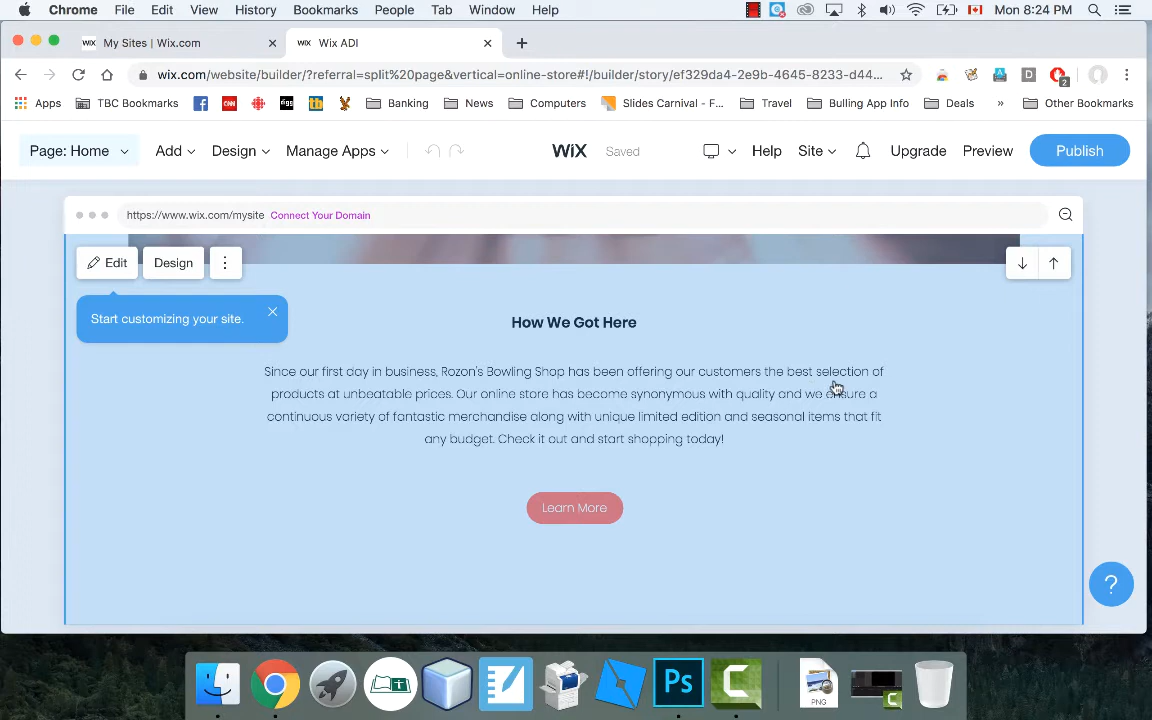 Chrome File Edit View History Bookmarks People Tab Window Help Mon 8:24 PM
WiX My Sites | Wix.com WiX Wix ADI
wix.com/website/builder/?referral=split%20page&vertical=online-store#!/builder/story/ef329da4-2e9b-4645-8233-d44...
Apps TBC Bookmarks CNN digg tb Banking News Computers Slides Carnival - F... Travel Bulling App Info Deals » Other Bookmarks
Page: Home Add Design Manage Apps WiX Saved Help Site Upgrade Preview Publish
https://www.wix.com/mysite Connect Your Domain
Edit Design
Start customizing your site.
How We Got Here
Since our first day in business, Rozon's Bowling Shop has been offering our customers the best selection of
products at unbeatable prices. Our online store has become synonymous with quality and we ensure a
continuous variety of fantastic merchandise along with unique limited edition and seasonal items that fit
any budget. Check it out and start shopping today!
Learn More
?
Ps C PNG